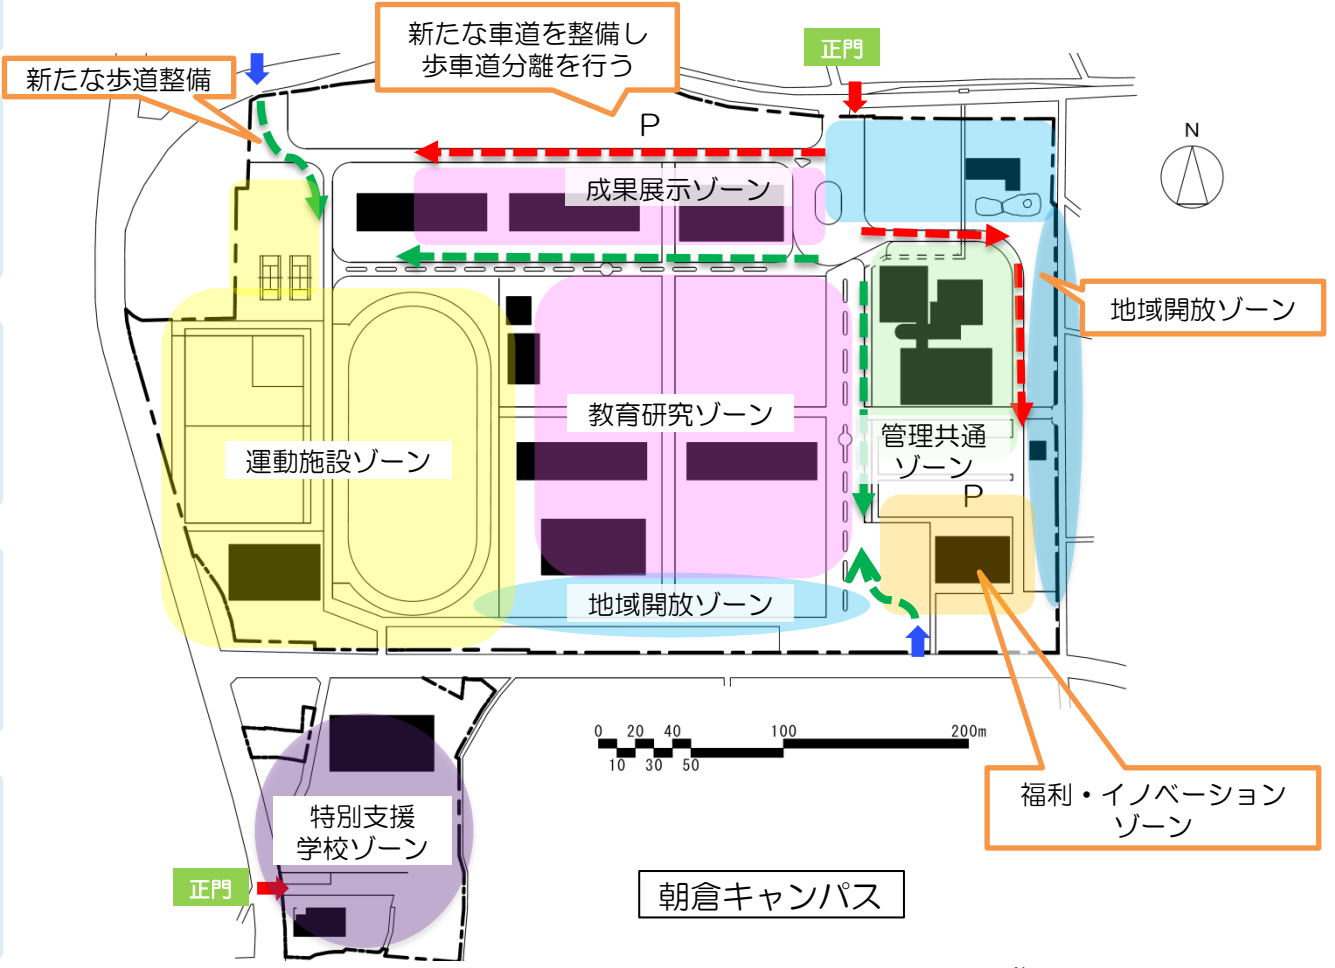 新たな車道を整備し
歩車道分離を行う
正門
新たな歩道整備
P
N
成果展示ゾーン
地域開放ゾーン
教育研究ゾーン
管理共通
ゾーン
運動施設ゾーン
P
地域開放ゾーン
0 20 40 100 200m
10 30 50
福利・イノベーション
ゾーン
特別支援
学校ゾーン
正門
朝倉キャンパス